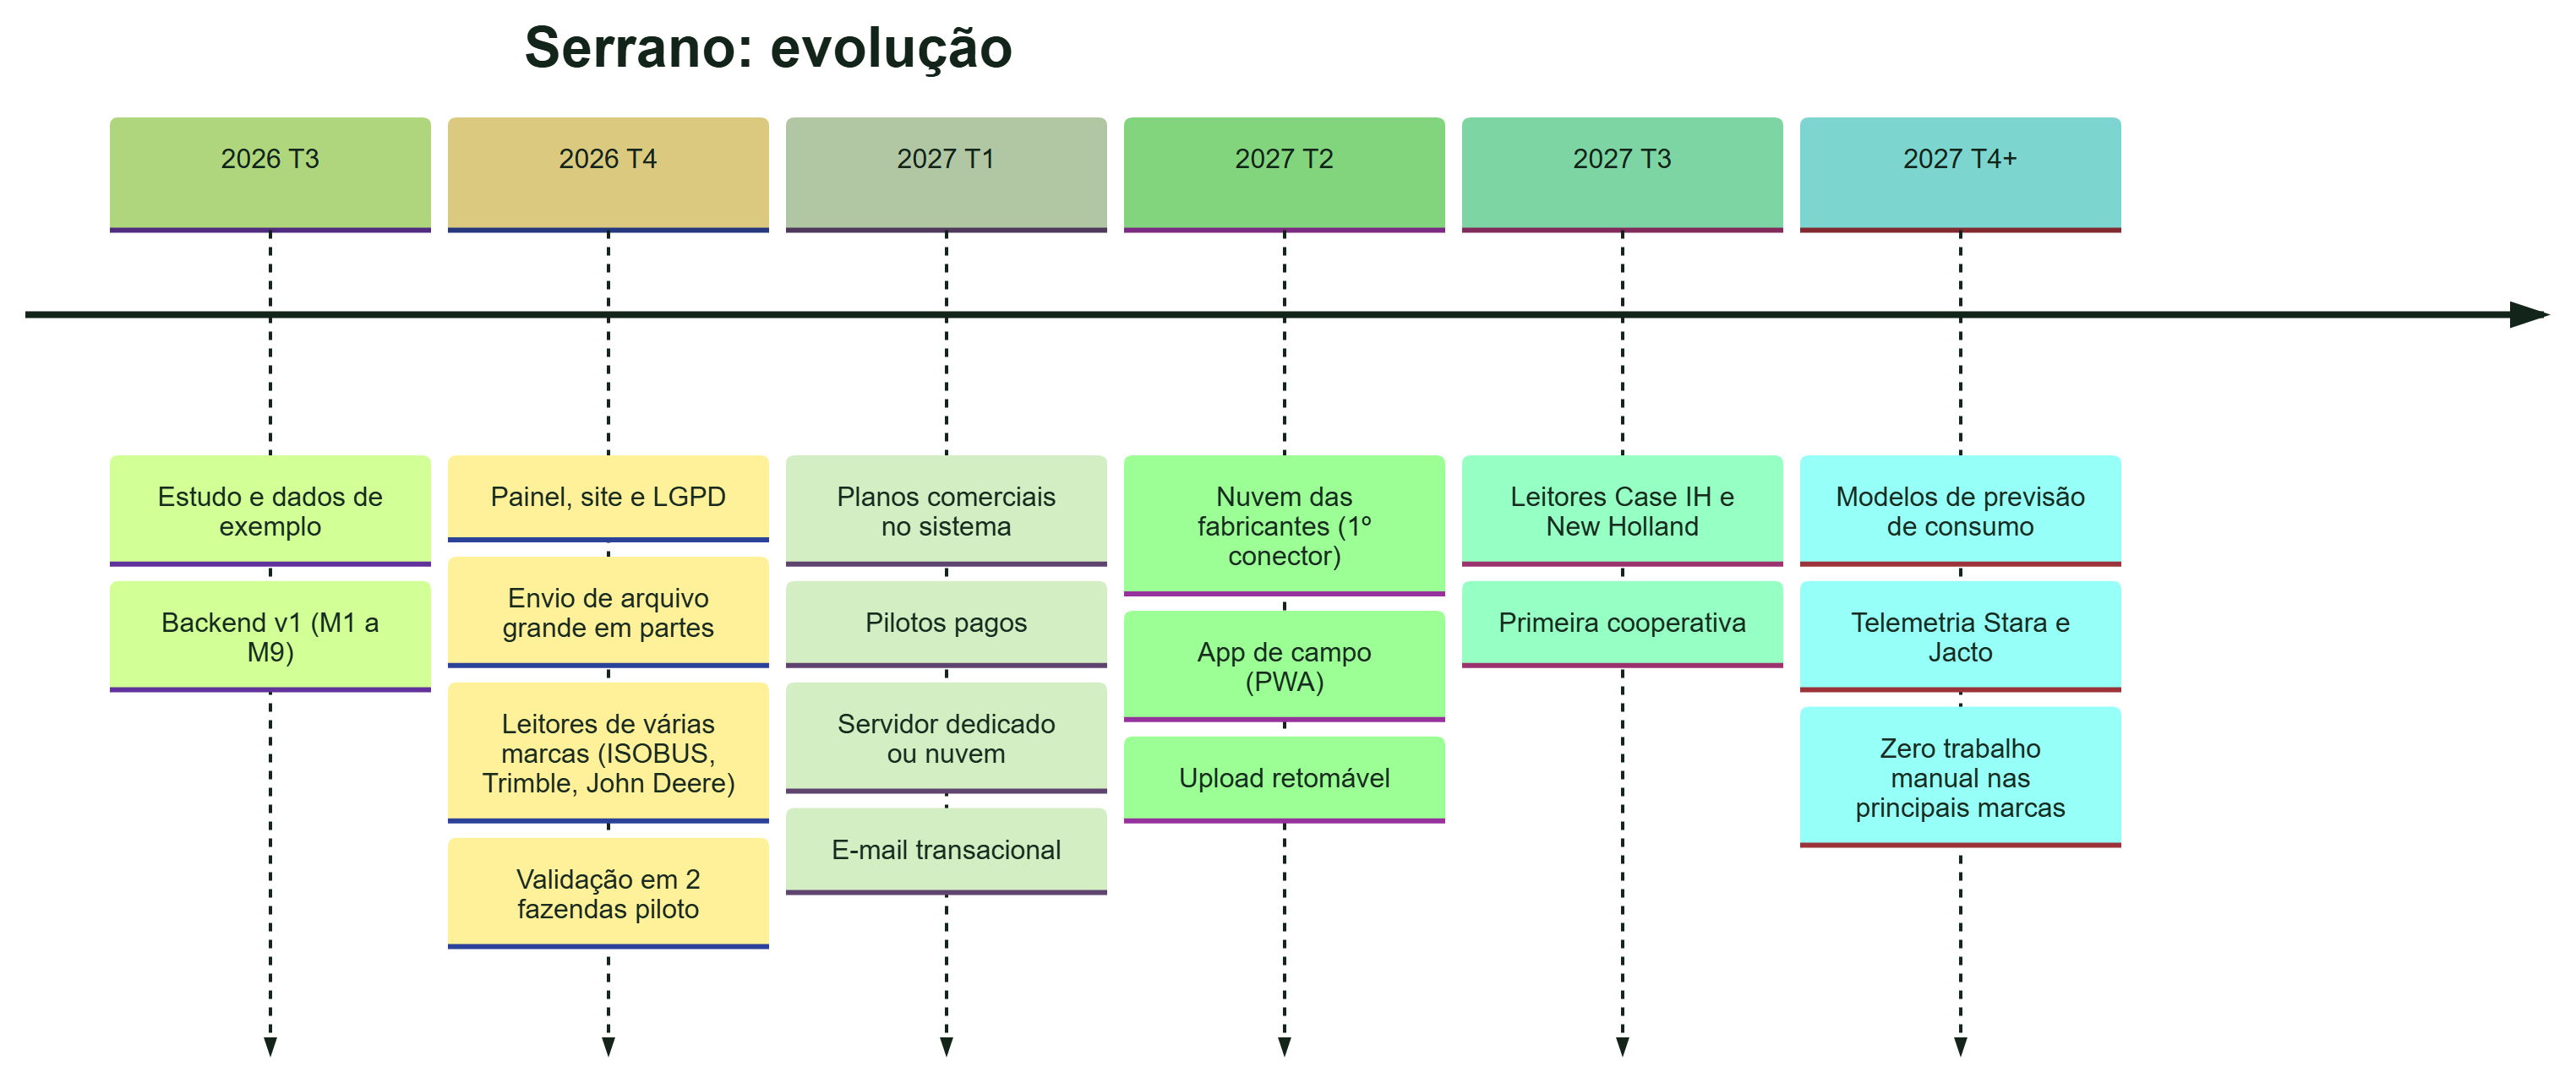 Serrano: evolução
2026 T3
2026 T4
2027 T1
2027 T2
2027 T3
2027 T4+
Estudo e dados de
exemplo
Backend v1 (M1 a
M9)
Painel, site e LGPD
Envio de arquivo
grande em partes
Leitores de várias
marcas (ISOBUS,
Trimble, John Deere)
Validação em 2
fazendas piloto
Planos comerciais
no sistema
Pilotos pagos
Servidor dedicado
ou nuvem
E-mail transacional
Nuvem das
fabricantes (1º
conector)
App de campo
(PWA)
Upload retomável
Leitores Case IH e
New Holland
Primeira cooperativa
Modelos de previsão
de consumo
Telemetria Stara e
Jacto
Zero trabalho
manual nas
principais marcas